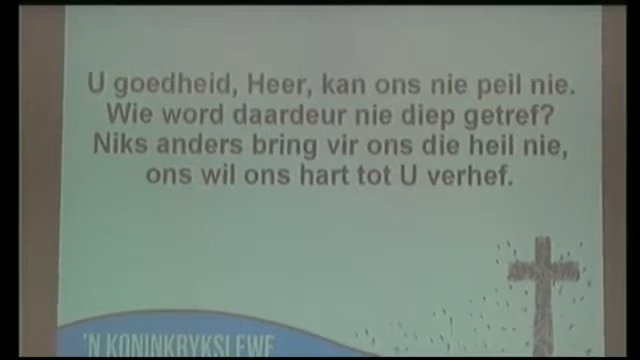 U goedheid, Heer, kan ons nie peil nie.
Wie word daardeur nie diep getref?
Niks anders bring vir ons die heil nie,
ons wil ons hart tot U verhef.
'N KONINKRYKSLEWE